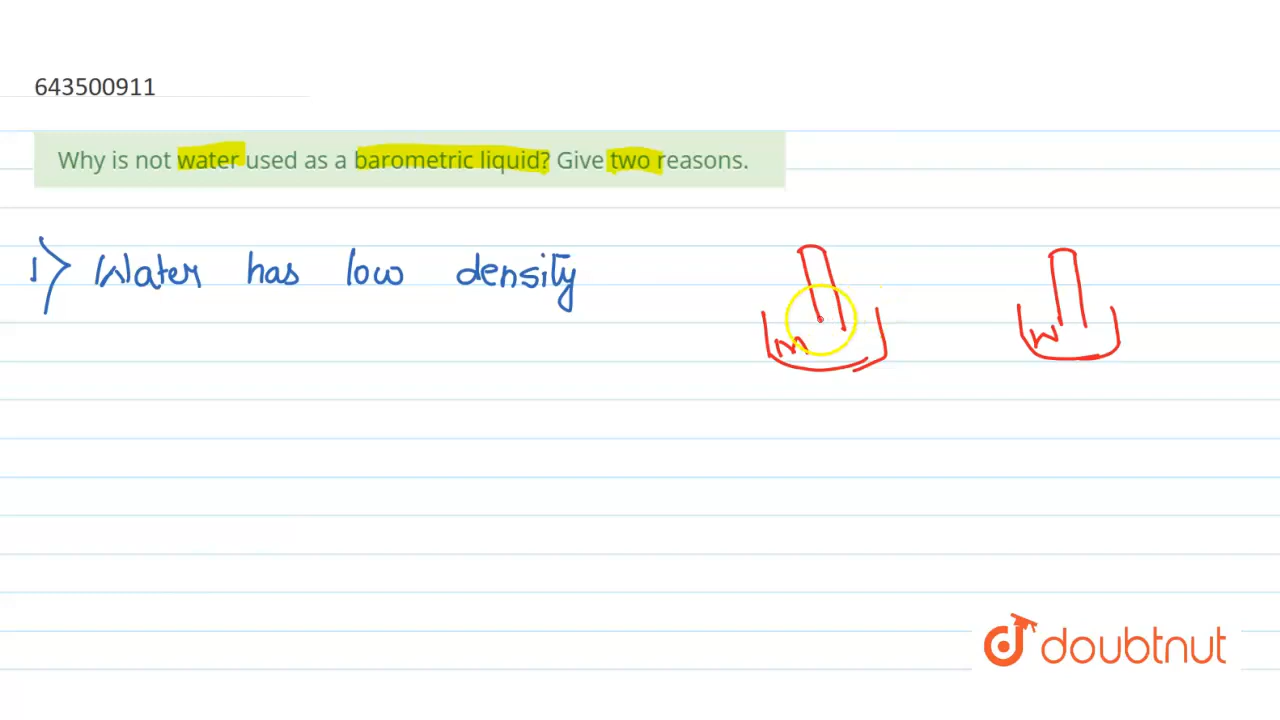 643500911
Why is not water used as a barometric liquid? Give two reasons.
1) Water has low density
M
W
doubtnut